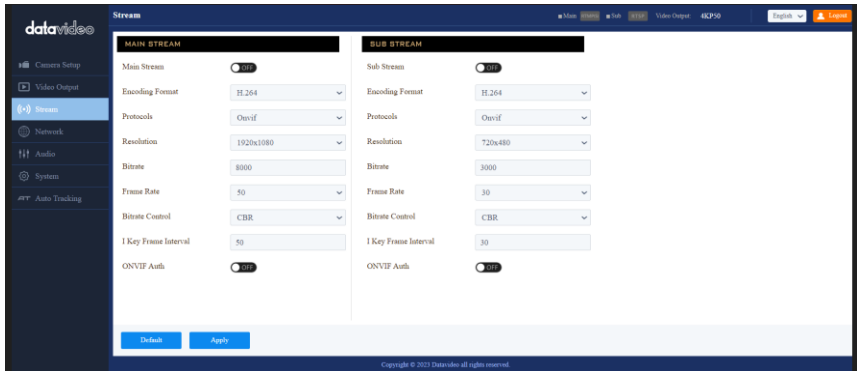 datavideo
Stream
Main
Sub
RTSP
Video Output
4KP50
English
Logout
Camera Setup
Video Output
Stream
Network
Audio
System
Auto Tracking
MAIN STREAM
Main Stream OFF
Encoding Format H.264
Protocols Onvif
Resolution 1920x1080
Bitrate 8000
Frame Rate 50
Bitrate Control CBR
I Key Frame Interval 50
ONVIF Auth OFF
SUB STREAM
Sub Stream OFF
Encoding Format H.264
Protocols Onvif
Resolution 720x480
Bitrate 3000
Frame Rate 30
Bitrate Control CBR
I Key Frame Interval 30
ONVIF Auth OFF
Default
Apply
Copyright © 2023 Datavideo all rights reserved.